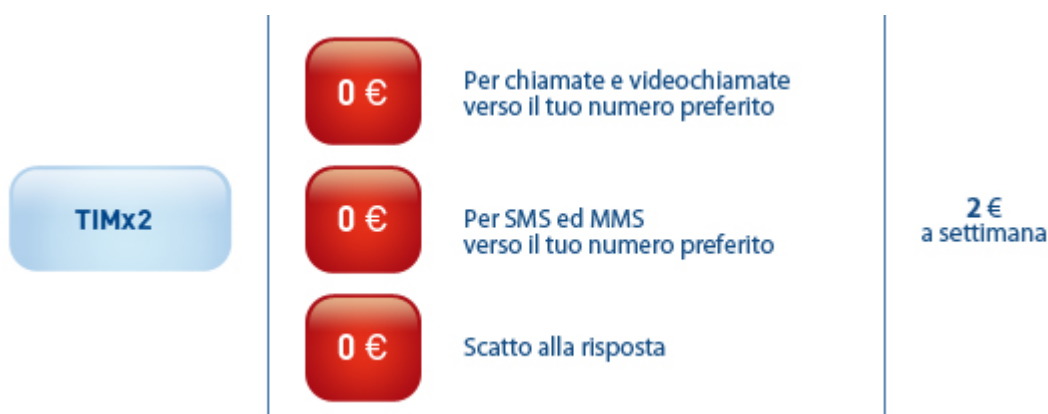 TIMx2
0 €
Per chiamate e videochiamate
verso il tuo numero preferito
0 €
Per SMS ed MMS
verso il tuo numero preferito
0 €
Scatto alla risposta
2 €
a settimana